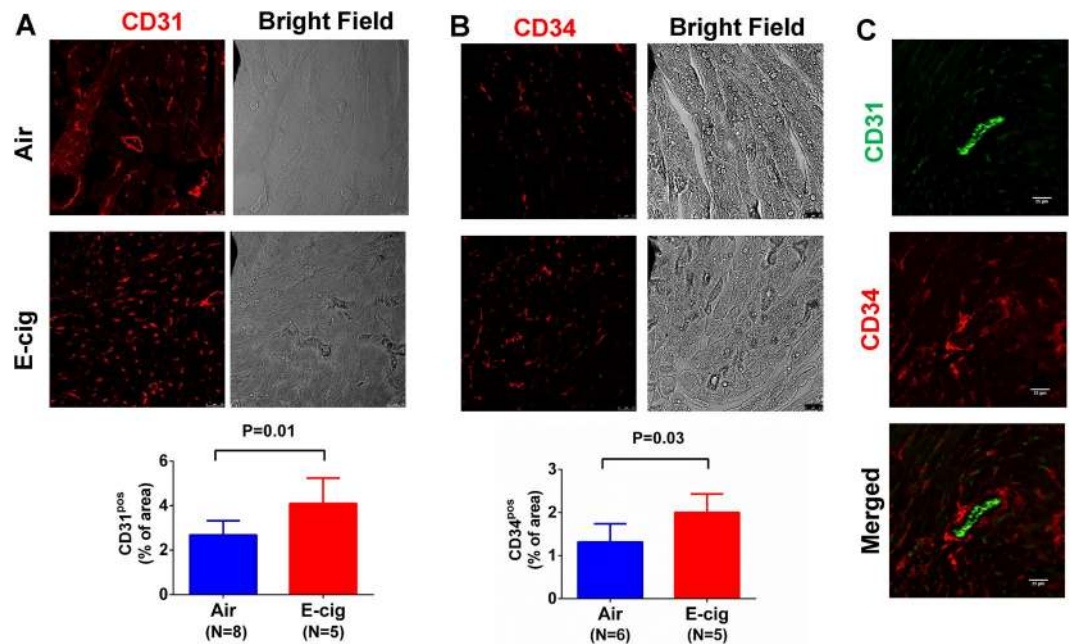 A
CD31
Bright Field
Air
E-cig
P=0.01
CD31pos
(% of area)
6
4
2
0
Air
E-cig
(N=8)
(N=5)
B
CD34
Bright Field
P=0.03
CD34pos
(% of area)
3
2
1
0
Air
E-cig
(N=6)
(N=5)
C
CD31
CD34
Merged